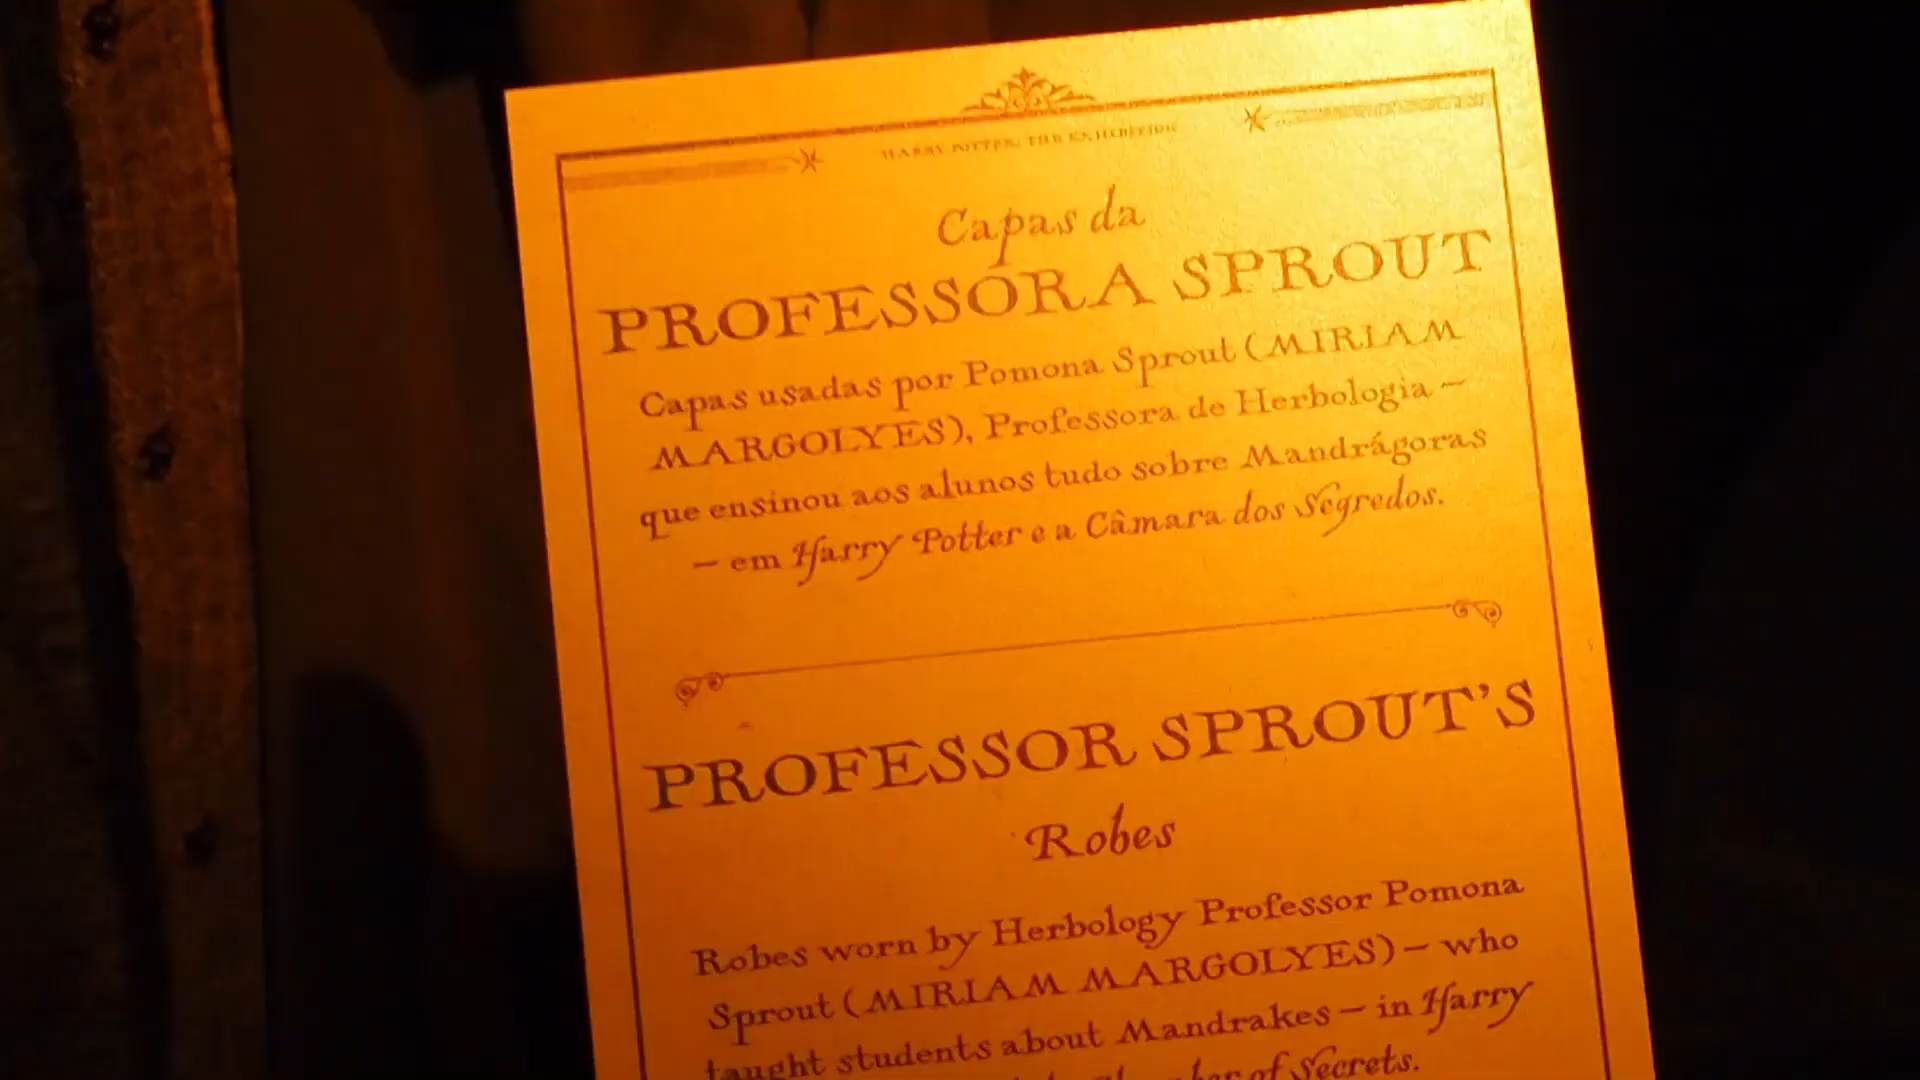 HARRY POTTER: THE EXHIBITION
Capas da
PROFESSORA SPROUT
Capas usadas por Pomona Sprout (MIRIAM
MARGOLYES), Professora de Herbologia –
que ensinou aos alunos tudo sobre Mandrágoras
– em Harry Potter e a Câmara dos Segredos.
PROFESSOR SPROUT'S
Robes
Robes worn by Herbology Professor Pomona
Sprout (MIRIAM MARGOLYES) – who
taught students about Mandrakes – in Harry
of Secrets.